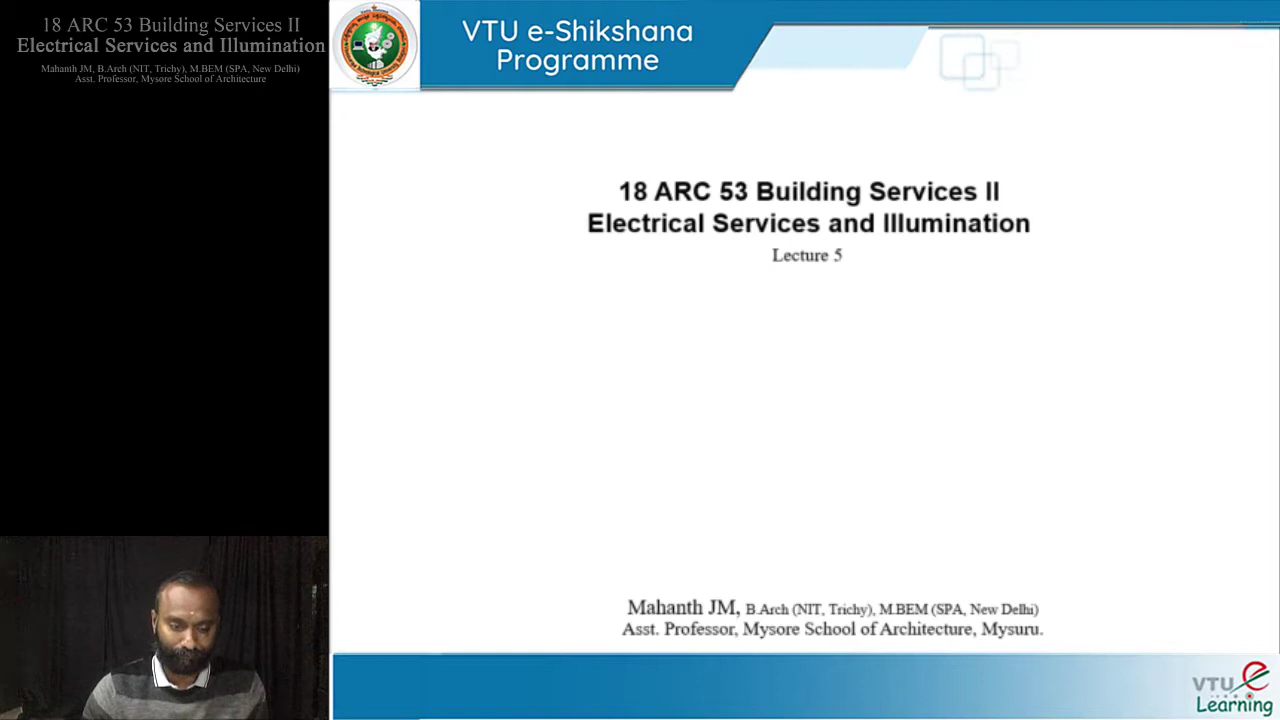 18 ARC 53 Building Services II
Electrical Services and Illumination
Mahanth JM, B.Arch (NIT, Trichy), M.BEM (SPA, New Delhi)
Asst. Professor, Mysore School of Architecture
VTU e-Shikshana
Programme
18 ARC 53 Building Services II
Electrical Services and Illumination
Lecture 5
Mahanth JM, B.Arch (NIT, Trichy), M.BEM (SPA, New Delhi)
Asst. Professor, Mysore School of Architecture, Mysuru.
VTU e
Learning